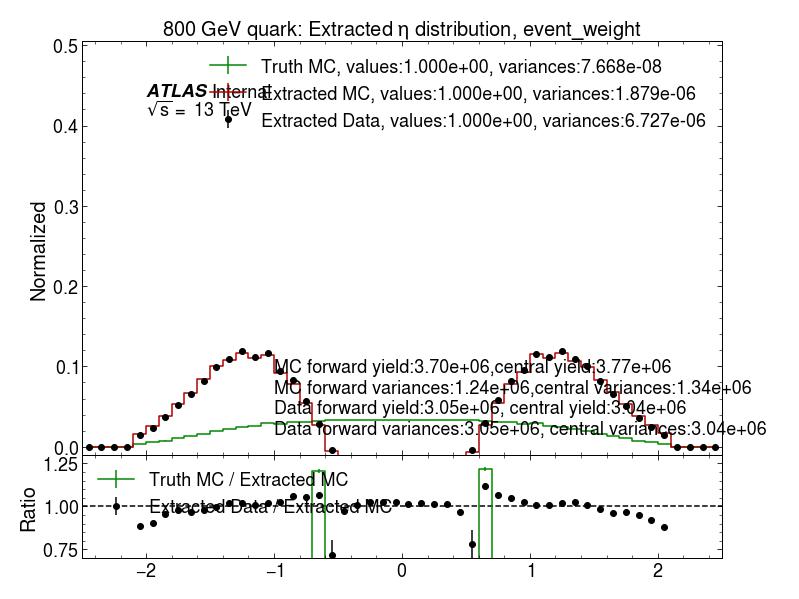 800 GeV quark: Extracted η distribution, event_weight
Truth MC, values:1.000e+00, variances:7.668e-08
ATLAS Internal
Extracted MC, values:1.000e+00, variances:1.879e-06
√s = 13 TeV
Extracted Data, values:1.000e+00, variances:6.727e-06
Normalized
0.5
0.4
0.3
0.2
0.1
0.0
MC forward yield:3.70e+06,central yield:3.77e+06
MC forward variances:1.24e+06,central variances:1.34e+06
Data forward yield:3.05e+06, central yield:3.04e+06
Data forward variances:3.05e+06, central variances:3.04e+06
Ratio
1.25
1.00
0.75
Truth MC / Extracted MC
Extracted Data / Extracted MC
−2
−1
0
1
2